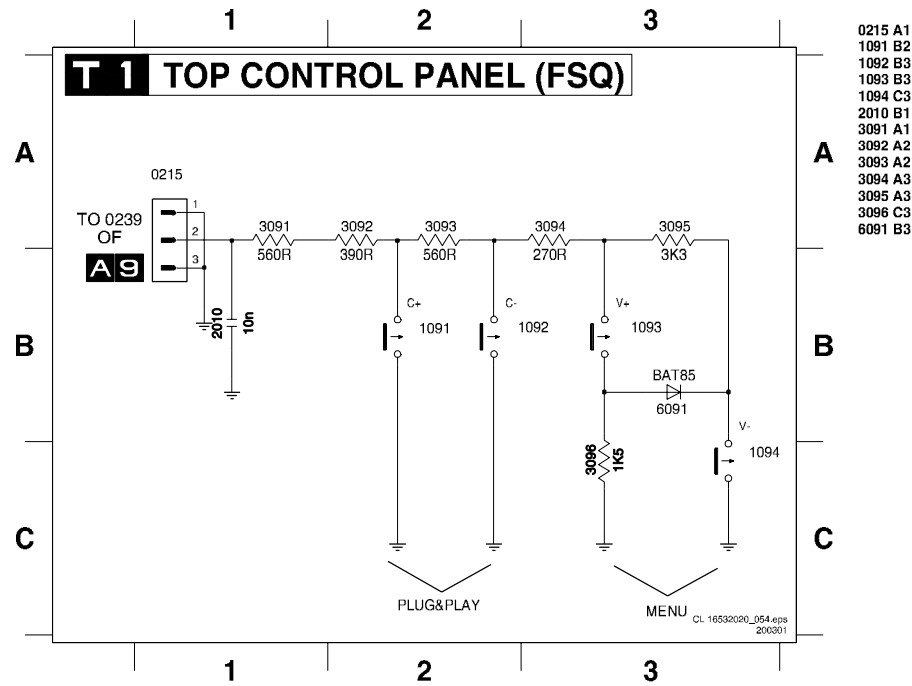 1 2 3
T 1 TOP CONTROL PANEL (FSQ)
0215 A1
1091 B2
1092 B3
1093 B3
1094 C3
2010 B1
3091 A1
3092 A2
3093 A2
3094 A3
3095 A3
3096 C3
6091 B3
A A
0215
1
TO 0239
OF
A 9
2
3
3091 3092 3093 3094 3095
560R 390R 560R 270R 3K3
2010
10n
C+ C- V+
1091 1092 1093
B B
BAT85
6091
V-
3096
1K5
1094
C C
PLUG&PLAY
MENU
CL 16532020_054.eps
200301
1 2 3